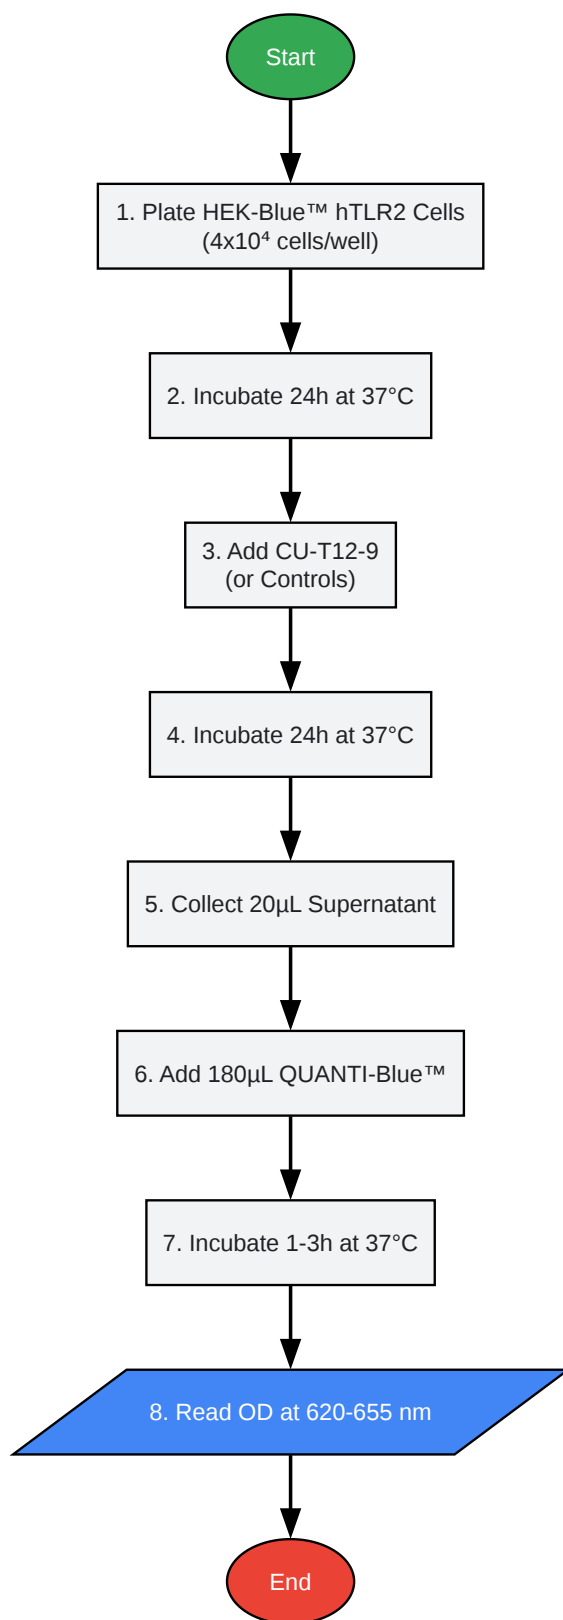 Start
1. Plate HEK-Blue™ hTLR2 Cells
(4x10⁴ cells/well)
2. Incubate 24h at 37°C
3. Add CU-T12-9
(or Controls)
4. Incubate 24h at 37°C
5. Collect 20µL Supernatant
6. Add 180µL QUANTI-Blue™
7. Incubate 1-3h at 37°C
8. Read OD at 620-655 nm
End